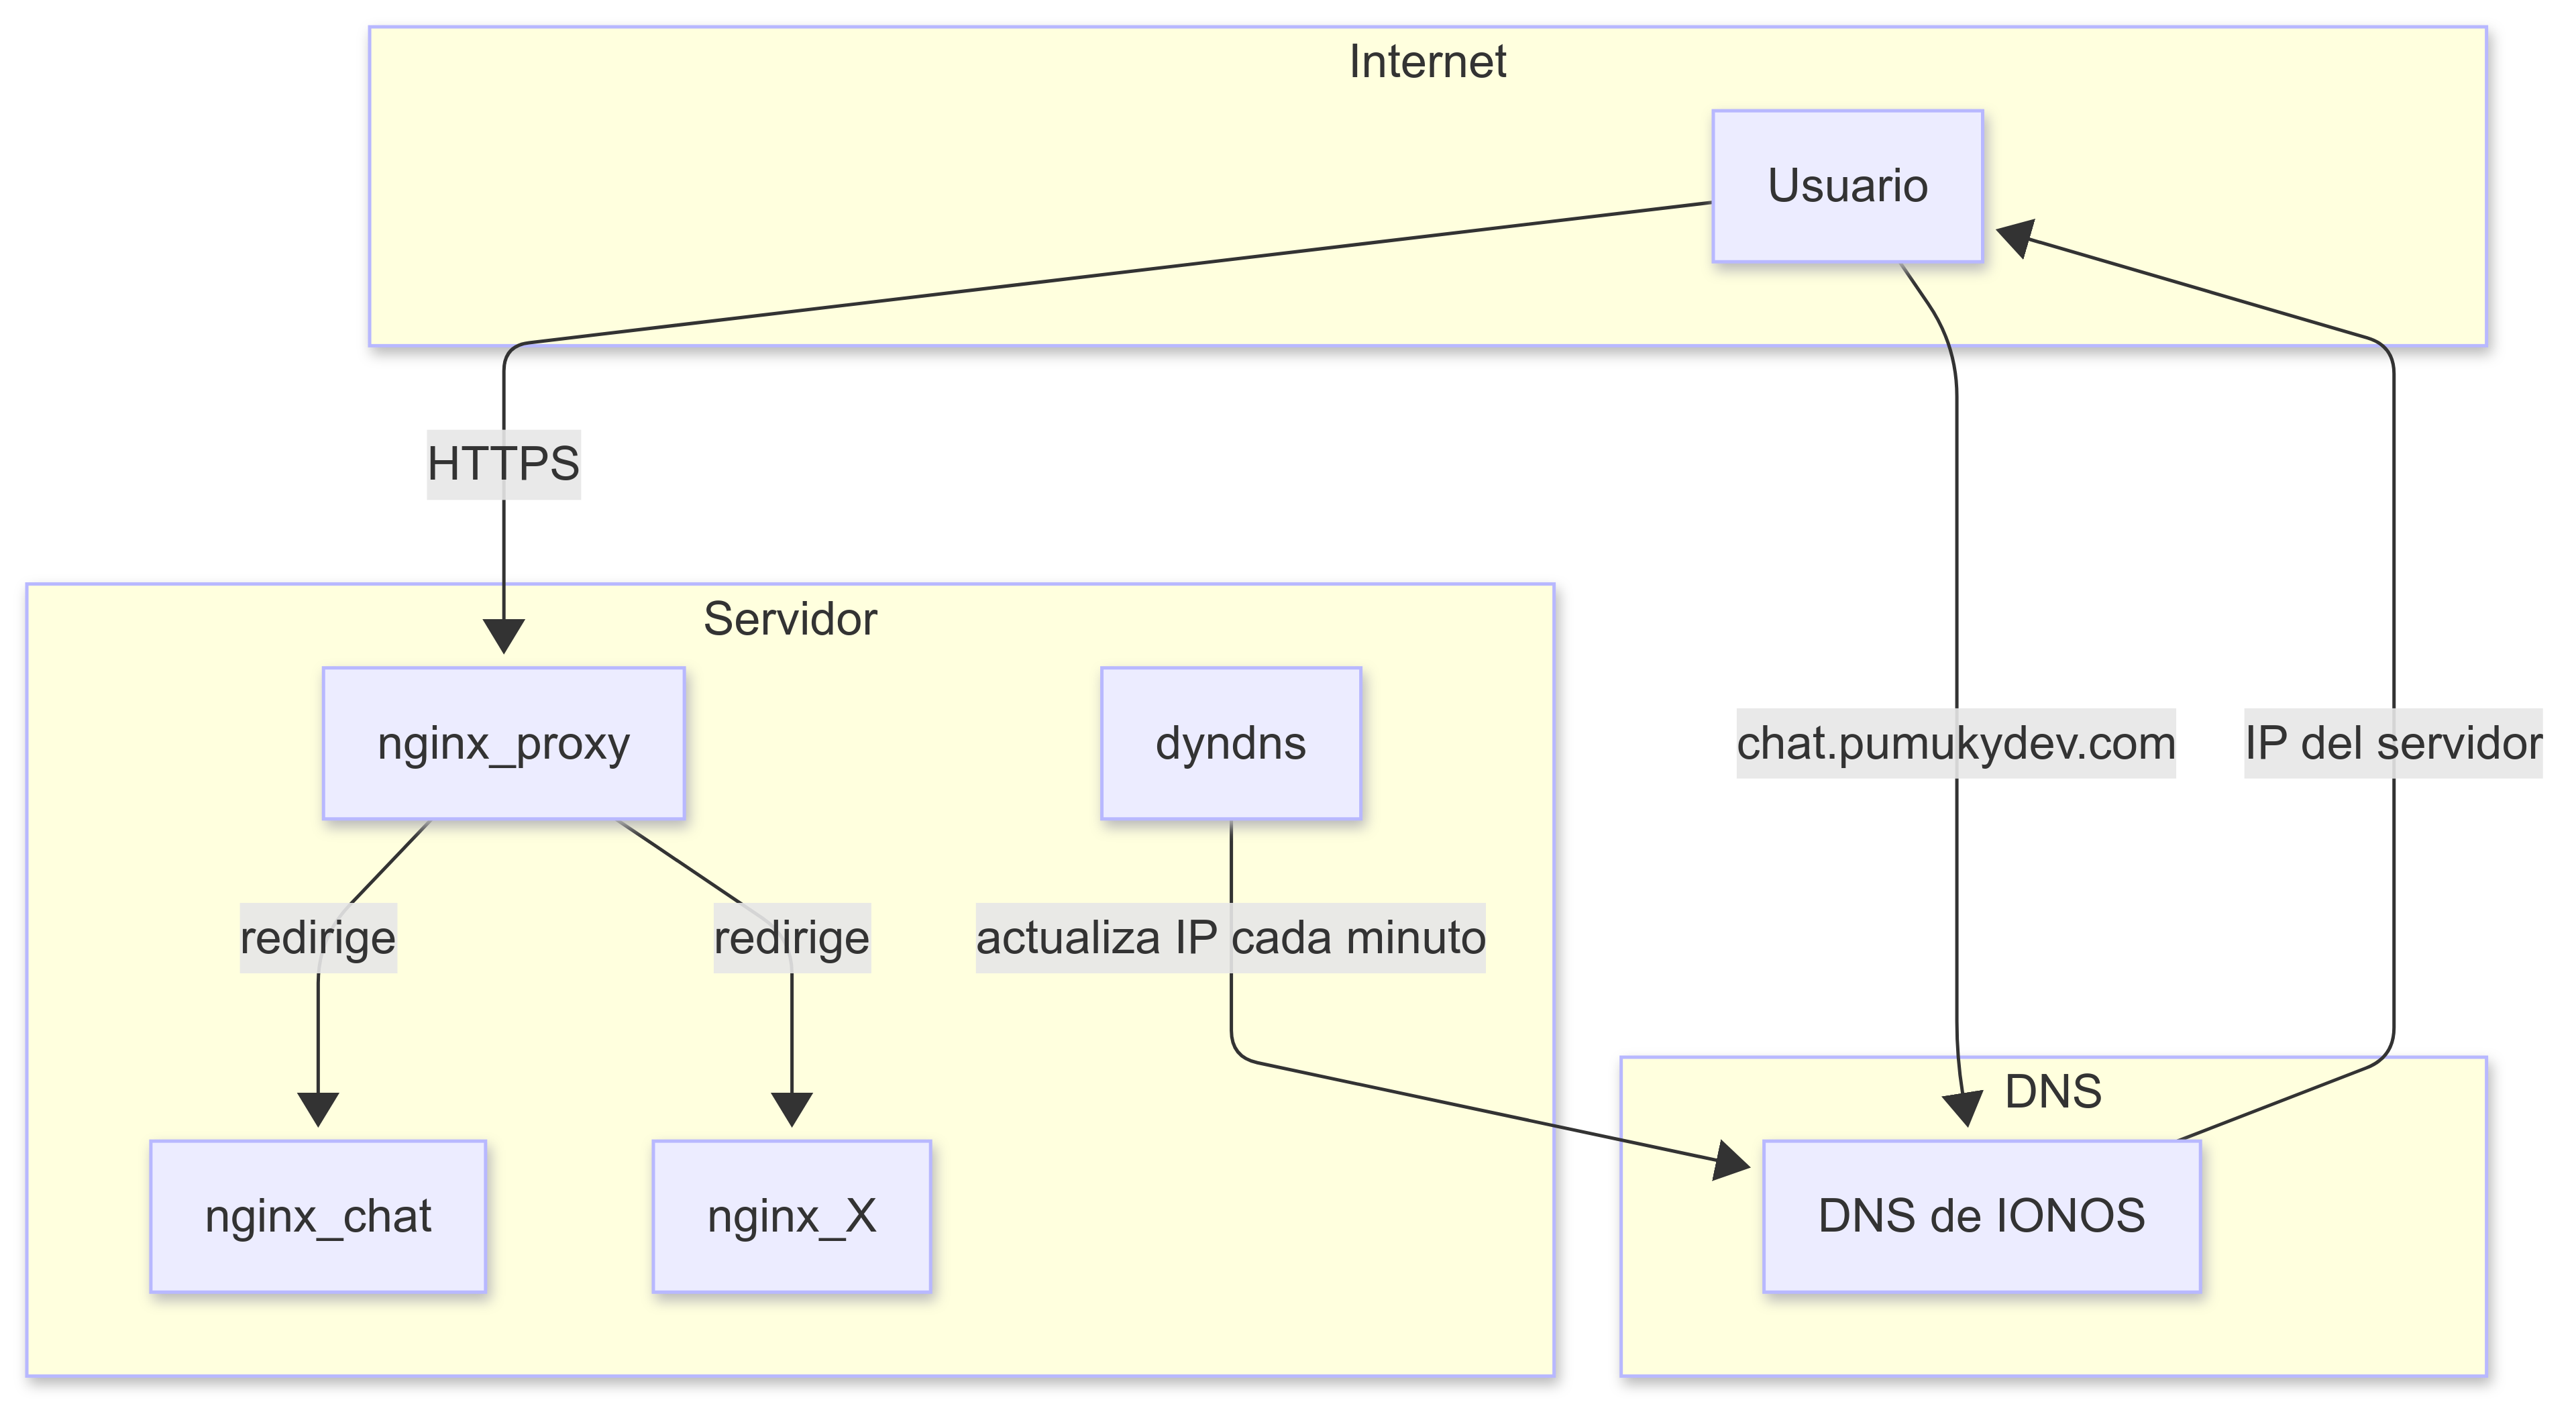 Internet
Usuario
HTTPS
Servidor
nginx_proxy
dyndns
chat.pumukydev.com
IP del servidor
redirige
redirige
actualiza IP cada minuto
DNS
nginx_chat
nginx_X
DNS de IONOS